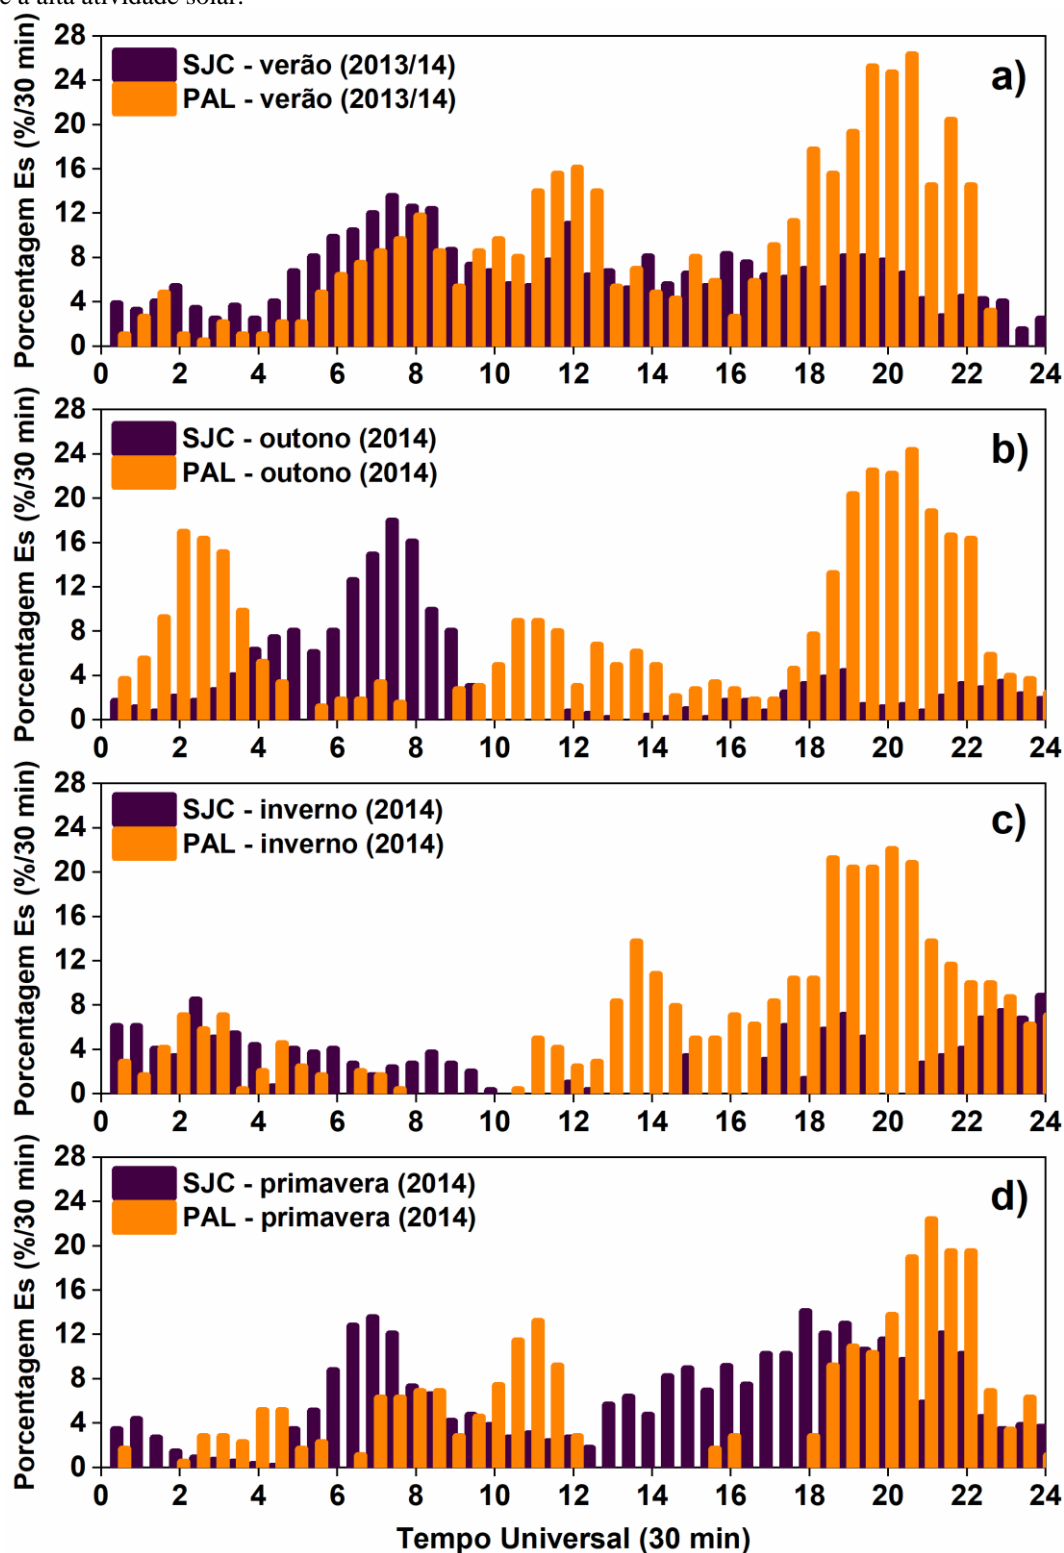 e à alta atividade solar.
SJC - verão (2013/14)
PAL - verão (2013/14)
a)
Porcentagem Es (%/30 min)
28
24
20
16
12
8
4
0
0 2 4 6 8 10 12 14 16 18 20 22 24
SJC - outono (2014)
PAL - outono (2014)
b)
Porcentagem Es (%/30 min)
28
24
20
16
12
8
4
0
0 2 4 6 8 10 12 14 16 18 20 22 24
SJC - inverno (2014)
PAL - inverno (2014)
c)
Porcentagem Es (%/30 min)
28
24
20
16
12
8
4
0
0 2 4 6 8 10 12 14 16 18 20 22 24
SJC - primavera (2014)
PAL - primavera (2014)
d)
Porcentagem Es (%/30 min)
28
24
20
16
12
8
4
0
0 2 4 6 8 10 12 14 16 18 20 22 24
Tempo Universal (30 min)